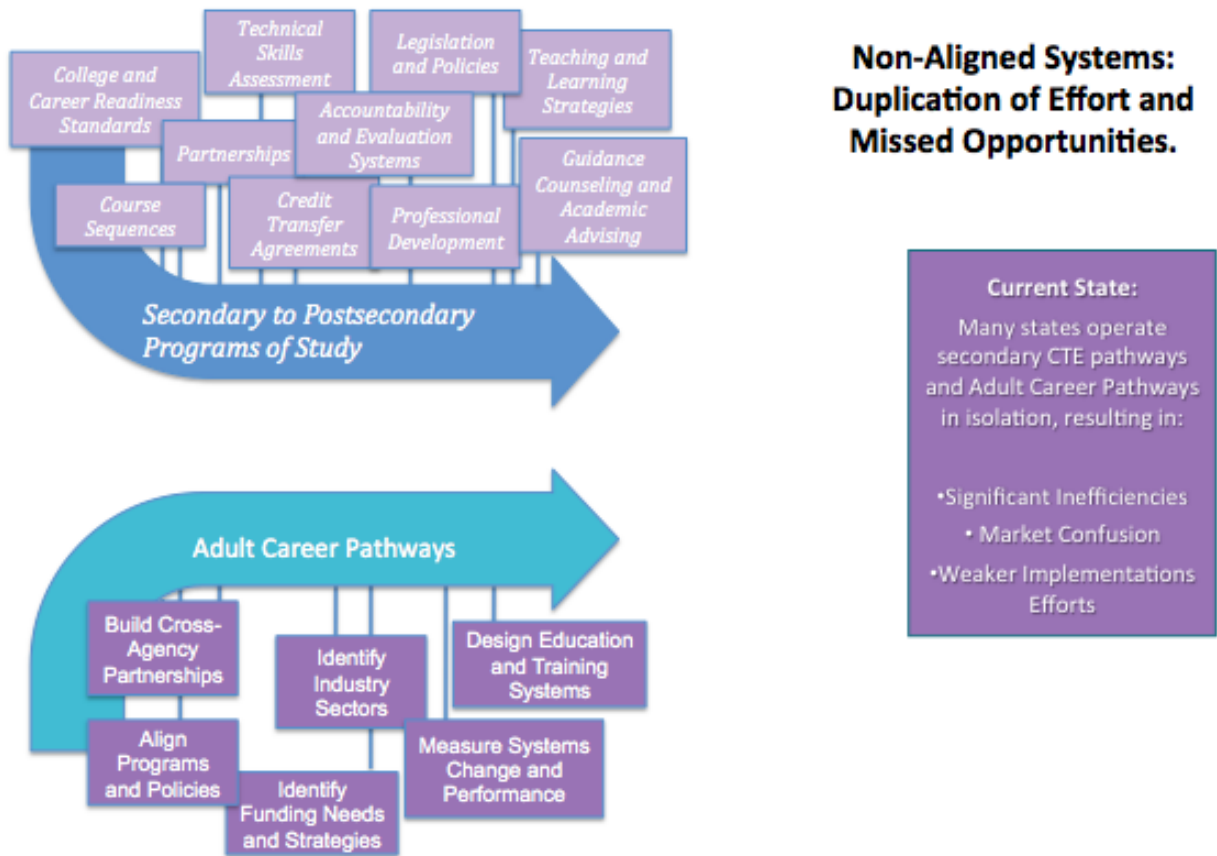 Technical
Skills
Assessment
Legislation
and Policies
Teaching and
Learning
Strategies
College and
Career Readiness
Standards
Accountability
and Evaluation
Systems
Partnerships
Guidance
Counseling and
Academic
Advising
Course
Sequences
Credit
Transfer
Agreements
Professional
Development
Secondary to Postsecondary
Programs of Study
Non-Aligned Systems:
Duplication of Effort and
Missed Opportunities.
Current State:
Many states operate
secondary CTE pathways
and Adult Career Pathways
in isolation, resulting in:
•Significant Inefficiencies
• Market Confusion
•Weaker Implementations
Efforts
Adult Career Pathways
Build Cross-
Agency
Partnerships
Identify
Industry
Sectors
Design Education
and Training
Systems
Align
Programs
and Policies
Identify
Funding Needs
and Strategies
Measure Systems
Change and
Performance